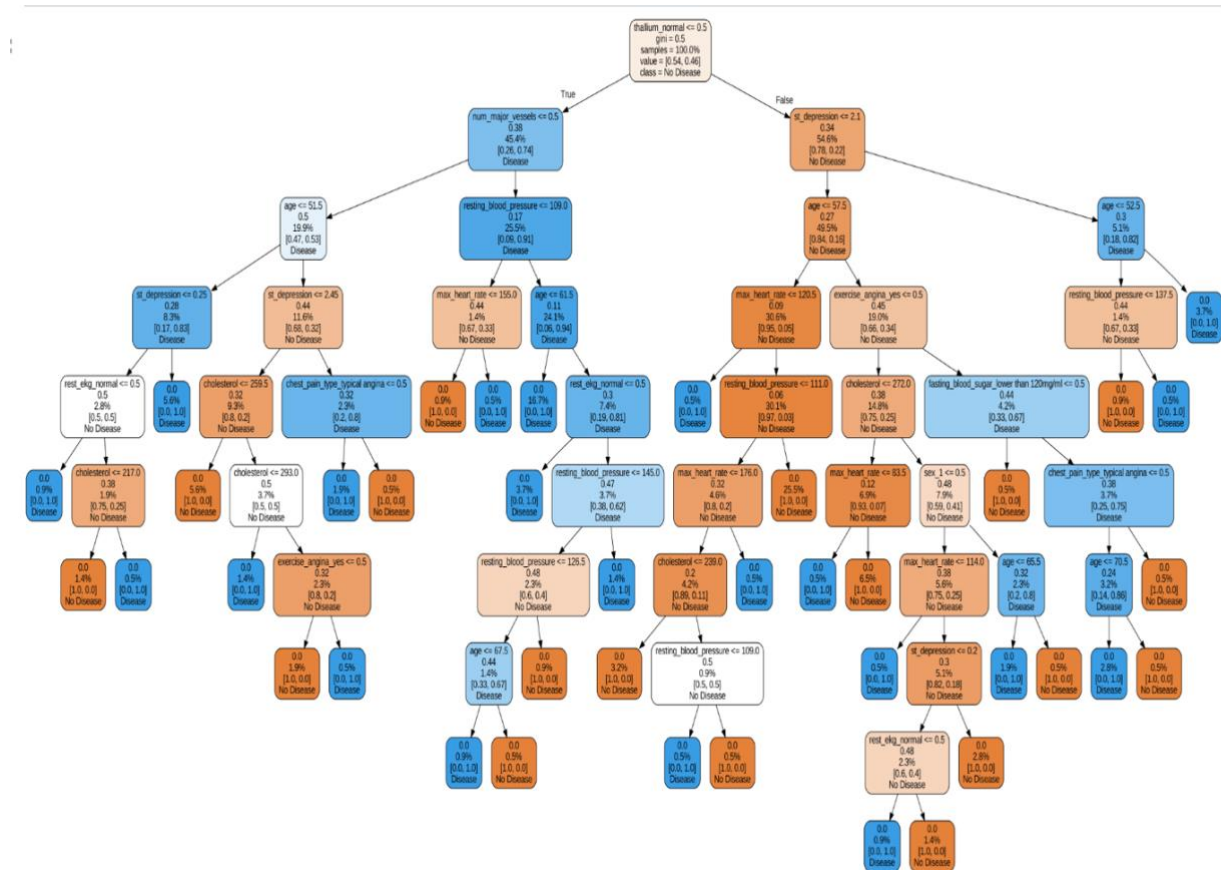 thallium_normal <= 0.5
gini = 0.5
samples = 100.0%
value = [0.54, 0.46]
class = No Disease
True
False
num_major_vessels <= 0.5
0.38
45.4%
[0.26, 0.74]
Disease
st_depression <= 2.1
0.34
54.6%
[0.78, 0.22]
No Disease
age <= 51.5
0.5
19.9%
[0.47, 0.53]
Disease
resting_blood_pressure <= 109.0
0.17
25.5%
[0.09, 0.91]
Disease
age <= 57.5
0.27
49.5%
[0.84, 0.16]
No Disease
age <= 52.5
0.3
5.1%
[0.18, 0.82]
Disease
st_depression <= 0.25
0.28
8.3%
[0.17, 0.83]
Disease
st_depression <= 2.45
0.44
11.6%
[0.68, 0.32]
No Disease
max_heart_rate <= 155.0
0.44
1.4%
[0.67, 0.33]
No Disease
age <= 61.5
0.11
24.1%
[0.06, 0.94]
Disease
max_heart_rate <= 120.5
0.09
30.6%
[0.95, 0.05]
No Disease
exercise_angina_yes <= 0.5
0.45
19.0%
[0.66, 0.34]
No Disease
resting_blood_pressure <= 137.5
0.44
1.4%
[0.67, 0.33]
No Disease
0.0
3.7%
[0.0, 1.0]
Disease
rest_ekg_normal <= 0.5
0.5
2.8%
[0.5, 0.5]
No Disease
0.0
5.6%
[0.0, 1.0]
Disease
cholesterol <= 259.5
0.32
9.3%
[0.8, 0.2]
No Disease
chest_pain_type_typical angina <= 0.5
0.32
2.3%
[0.2, 0.8]
Disease
0.0
0.9%
[1.0, 0.0]
No Disease
0.0
0.5%
[0.0, 1.0]
Disease
0.0
16.7%
[0.0, 1.0]
Disease
rest_ekg_normal <= 0.5
0.3
7.4%
[0.19, 0.81]
Disease
0.0
0.5%
[0.0, 1.0]
Disease
resting_blood_pressure <= 111.0
0.06
30.1%
[0.97, 0.03]
No Disease
cholesterol <= 272.0
0.38
14.8%
[0.75, 0.25]
No Disease
fasting_blood_sugar_lower than 120mg/ml <= 0.5
0.44
4.2%
[0.33, 0.67]
Disease
0.0
0.9%
[1.0, 0.0]
No Disease
0.0
0.5%
[0.0, 1.0]
Disease
0.0
0.9%
[0.0, 1.0]
Disease
cholesterol <= 217.0
0.38
1.9%
[0.75, 0.25]
No Disease
0.0
5.6%
[1.0, 0.0]
No Disease
cholesterol <= 293.0
0.5
3.7%
[0.5, 0.5]
No Disease
0.0
1.9%
[0.0, 1.0]
Disease
0.0
0.5%
[1.0, 0.0]
No Disease
0.0
3.7%
[0.0, 1.0]
Disease
resting_blood_pressure <= 145.0
0.47
3.7%
[0.38, 0.62]
Disease
max_heart_rate <= 176.0
0.32
4.6%
[0.8, 0.2]
No Disease
0.0
25.5%
[1.0, 0.0]
No Disease
max_heart_rate <= 83.5
0.12
6.9%
[0.93, 0.07]
No Disease
sex_1 <= 0.5
0.48
7.9%
[0.59, 0.41]
No Disease
0.0
0.5%
[1.0, 0.0]
No Disease
chest_pain_type_typical angina <= 0.5
0.38
3.7%
[0.25, 0.75]
Disease
0.0
1.4%
[1.0, 0.0]
No Disease
0.0
0.5%
[0.0, 1.0]
Disease
0.0
1.4%
[0.0, 1.0]
Disease
exercise_angina_yes <= 0.5
0.32
2.3%
[0.8, 0.2]
No Disease
resting_blood_pressure <= 126.5
0.48
2.3%
[0.6, 0.4]
No Disease
0.0
1.4%
[0.0, 1.0]
Disease
cholesterol <= 239.0
0.2
4.2%
[0.89, 0.11]
No Disease
0.0
0.5%
[0.0, 1.0]
Disease
0.0
0.5%
[0.0, 1.0]
Disease
0.0
6.5%
[1.0, 0.0]
No Disease
max_heart_rate <= 114.0
0.38
5.6%
[0.75, 0.25]
No Disease
age <= 65.5
0.32
2.3%
[0.2, 0.8]
Disease
age <= 70.5
0.24
3.2%
[0.14, 0.86]
Disease
0.0
0.5%
[1.0, 0.0]
No Disease
0.0
1.9%
[1.0, 0.0]
No Disease
0.0
0.5%
[0.0, 1.0]
Disease
age <= 67.5
0.44
1.4%
[0.33, 0.67]
Disease
0.0
0.9%
[1.0, 0.0]
No Disease
0.0
3.2%
[1.0, 0.0]
No Disease
resting_blood_pressure <= 109.0
0.5
0.9%
[0.5, 0.5]
No Disease
0.0
0.5%
[0.0, 1.0]
Disease
st_depression <= 0.2
0.3
5.1%
[0.82, 0.18]
No Disease
0.0
1.9%
[0.0, 1.0]
Disease
0.0
0.5%
[1.0, 0.0]
No Disease
0.0
2.8%
[0.0, 1.0]
Disease
0.0
0.5%
[1.0, 0.0]
No Disease
0.0
0.9%
[0.0, 1.0]
Disease
0.0
0.5%
[1.0, 0.0]
No Disease
0.0
0.5%
[0.0, 1.0]
Disease
0.0
0.5%
[1.0, 0.0]
No Disease
rest_ekg_normal <= 0.5
0.48
2.3%
[0.6, 0.4]
No Disease
0.0
2.8%
[1.0, 0.0]
No Disease
0.0
0.9%
[0.0, 1.0]
Disease
0.0
1.4%
[1.0, 0.0]
No Disease